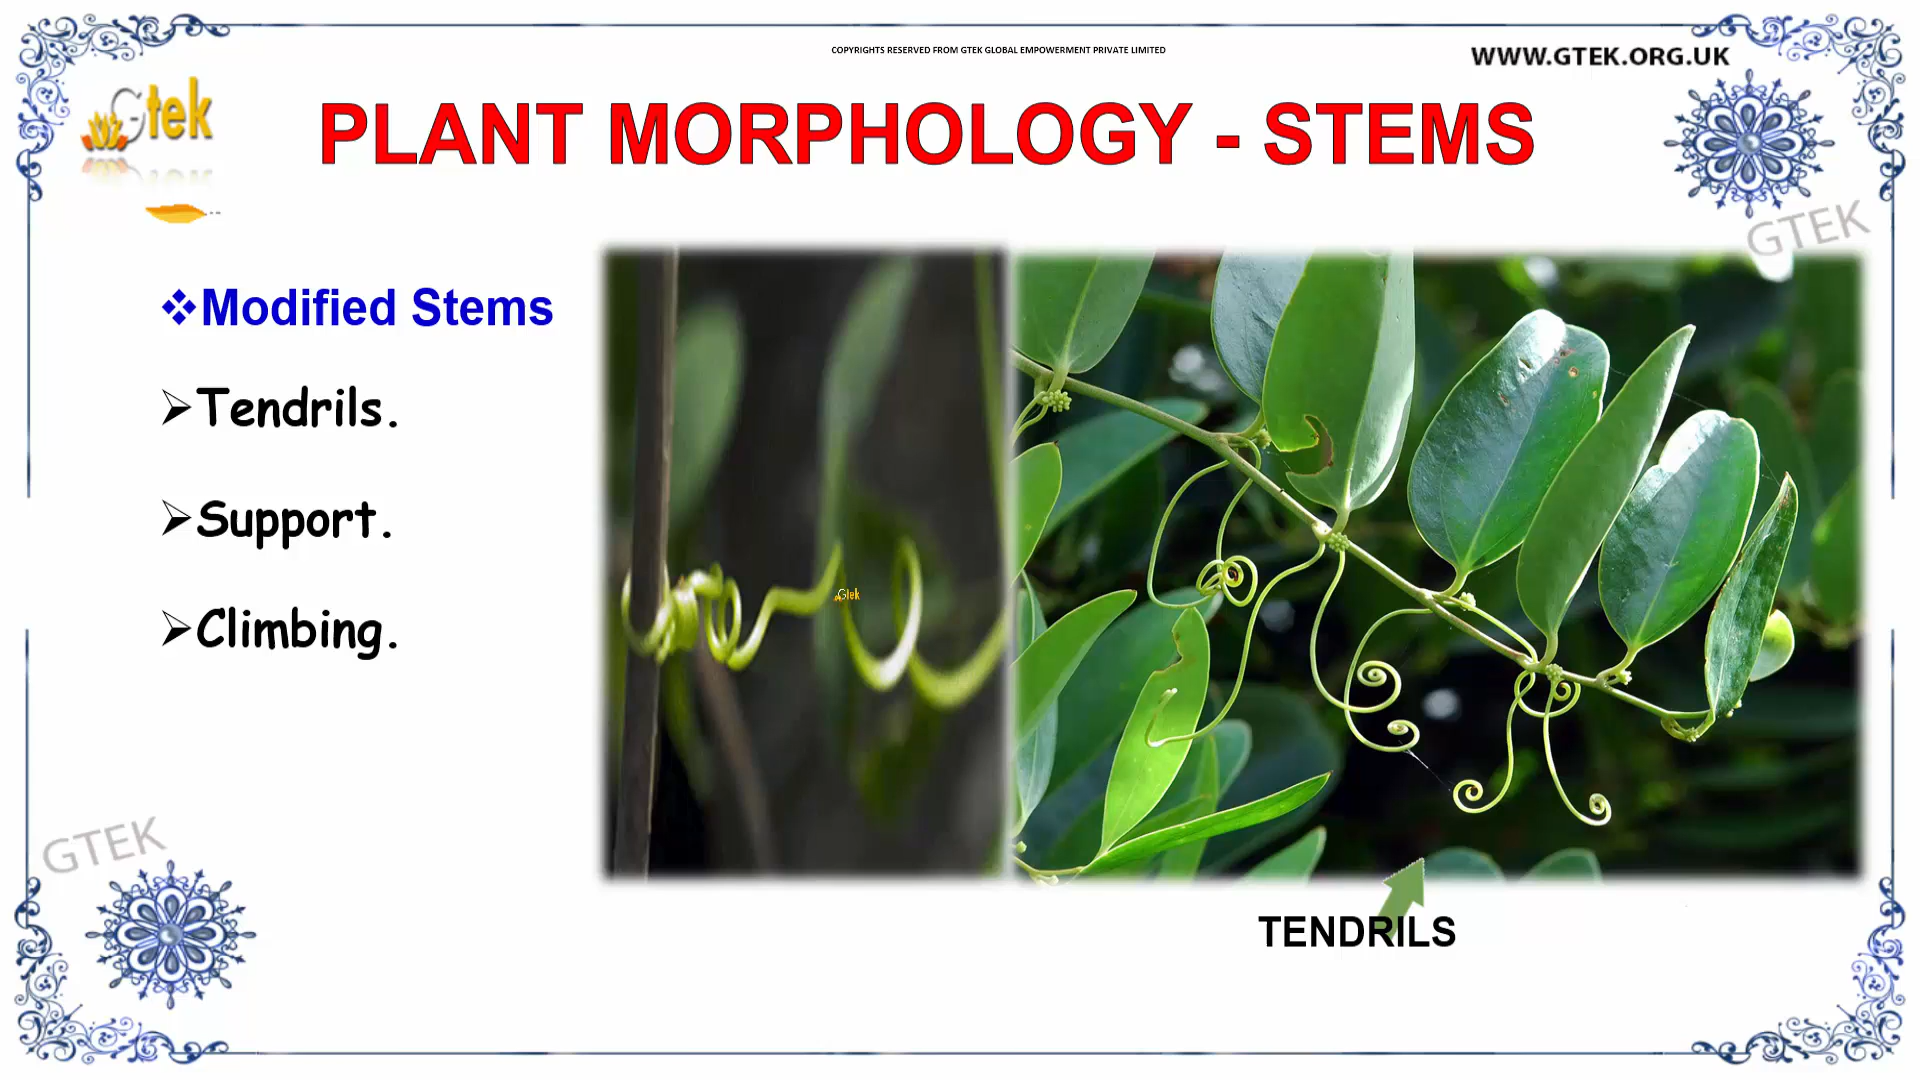 COPYRIGHTS RESERVED FROM GTEK GLOBAL EMPOWERMENT PRIVATE LIMITED
WWW.GTEK.ORG.UK
Gtek
PLANT MORPHOLOGY - STEMS
GTEK
❖Modified Stems
➢Tendrils.
➢Support.
➢Climbing.
Gtek
GTEK
TENDRILS